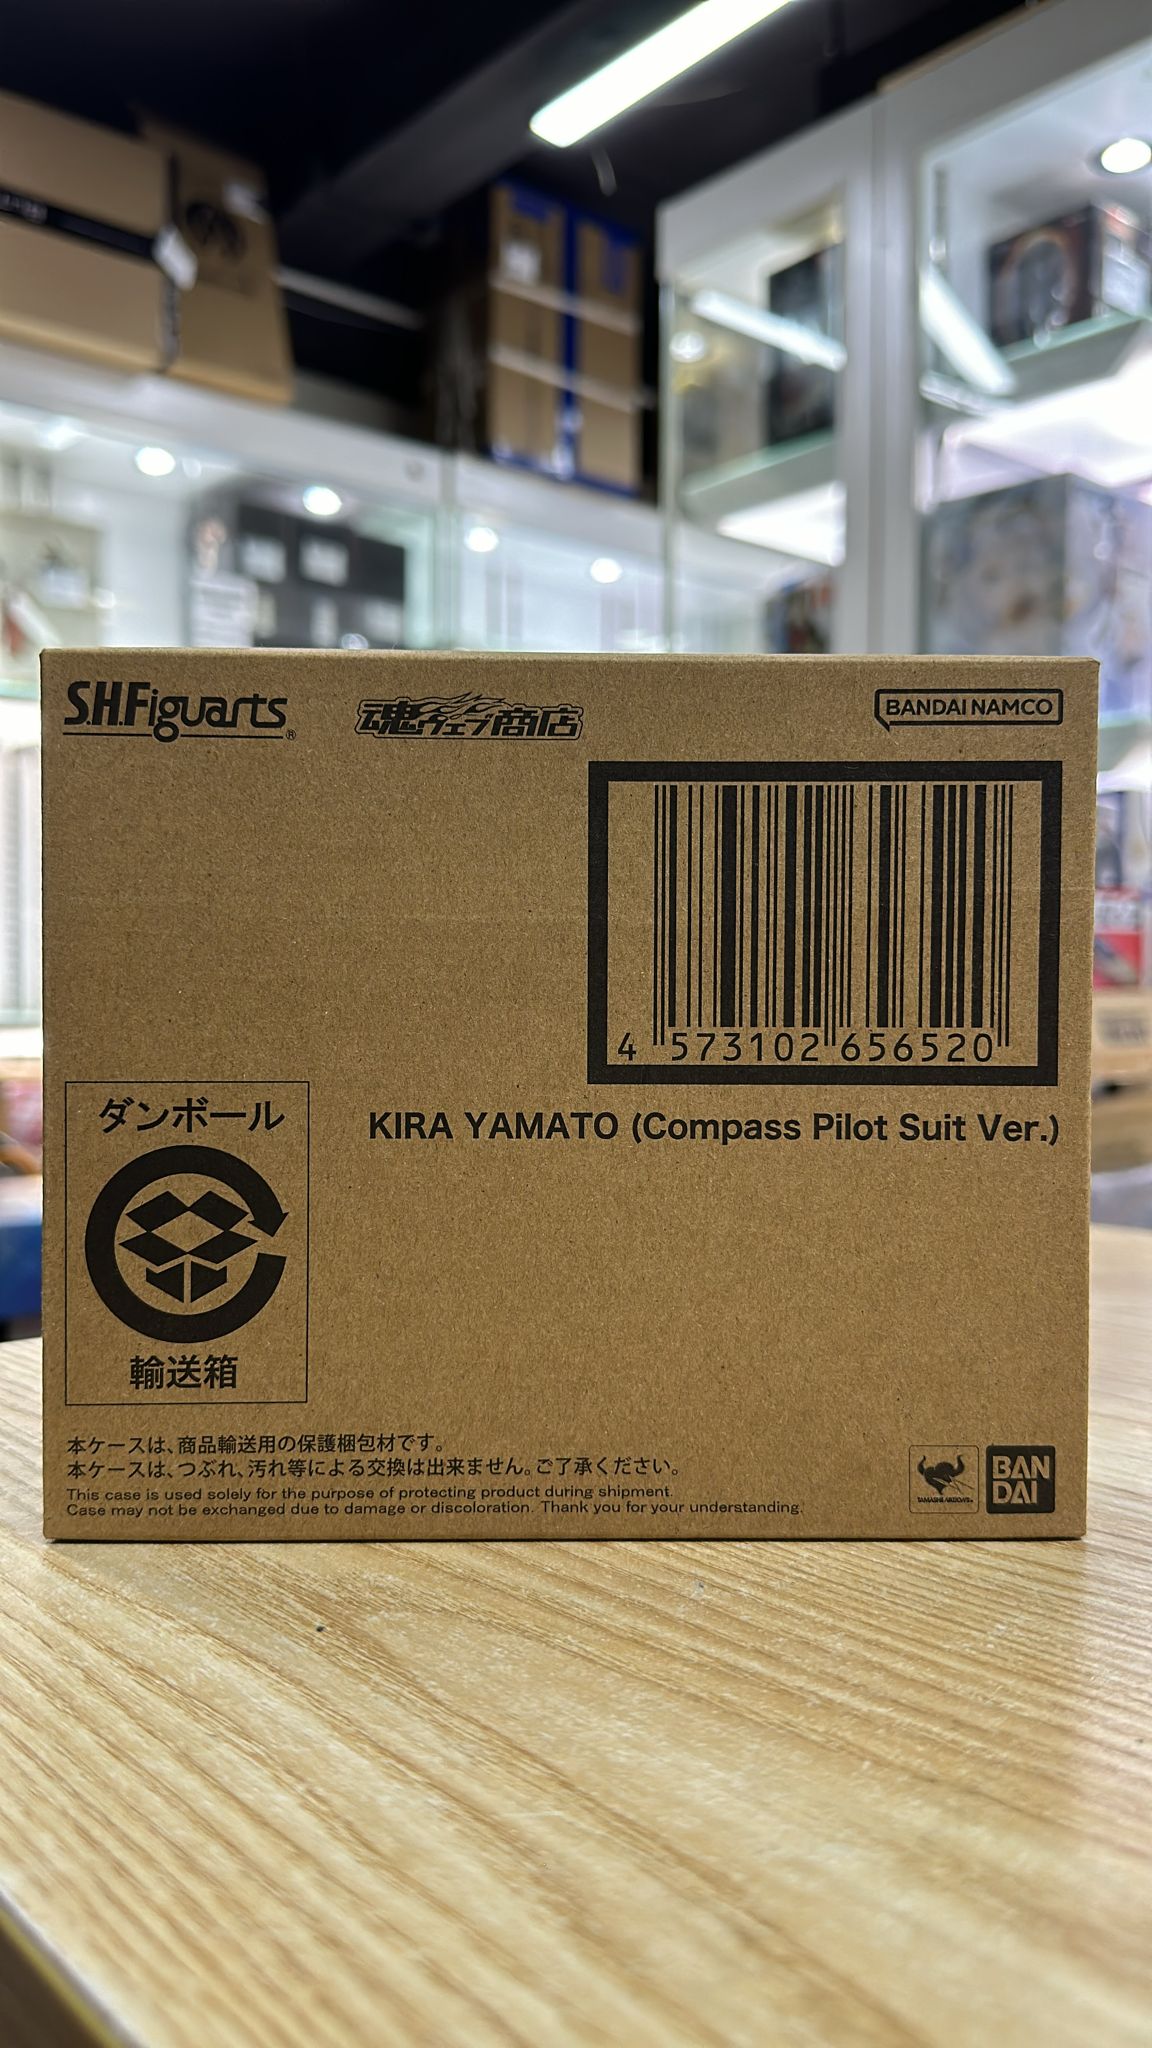 S.H.Figuarts®
魂ウェブ商店
BANDAI NAMCO
4 573102 656520
KIRA YAMATO (Compass Pilot Suit Ver.)
ダンボール
輸送箱
本ケースは、商品輸送用の保護梱包材です。
本ケースは、つぶれ、汚れ等による交換は出来ません。ご了承ください。
This case is used solely for the purpose of protecting product during shipment.
Case may not be exchanged due to damage or discoloration. Thank you for your understanding.
TAMASHII NATIONS
BAN
DAI